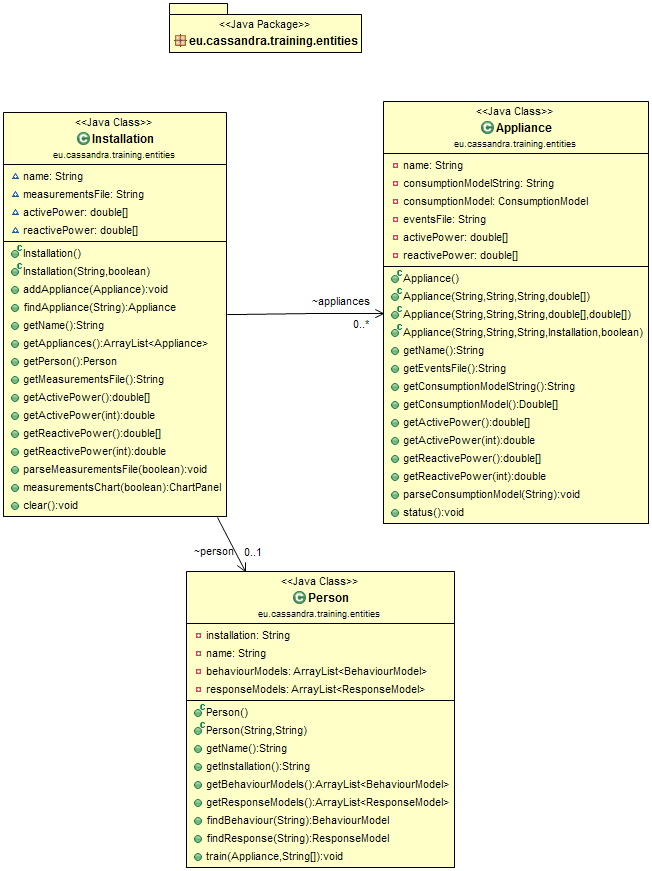 <<Java Package>>
eu.cassandra.training.entities
<<Java Class>>
Installation
eu.cassandra.training.entities
name: String
measurementsFile: String
activePower: double[]
reactivePower: double[]
Installation()
Installation(String,boolean)
addAppliance(Appliance):void
findAppliance(String):Appliance
getName():String
getAppliances():ArrayList<Appliance>
getPerson():Person
getMeasurementsFile():String
getActivePower():double[]
getActivePower(int):double
getReactivePower():double[]
getReactivePower(int):double
parseMeasurementsFile(boolean):void
measurementsChart(boolean):ChartPanel
clear():void
~appliances
0..*
<<Java Class>>
Appliance
eu.cassandra.training.entities
name: String
consumptionModelString: String
consumptionModel: ConsumptionModel
eventsFile: String
activePower: double[]
reactivePower: double[]
Appliance()
Appliance(String,String,String,double[])
Appliance(String,String,String,double[],double[])
Appliance(String,String,String,Installation,boolean)
getName():String
getEventsFile():String
getConsumptionModelString():String
getConsumptionModel():Double[]
getActivePower():double[]
getActivePower(int):double
getReactivePower():double[]
getReactivePower(int):double
parseConsumptionModel(String):void
status():void
~person
0..1
<<Java Class>>
Person
eu.cassandra.training.entities
installation: String
name: String
behaviourModels: ArrayList<BehaviourModel>
responseModels: ArrayList<ResponseModel>
Person()
Person(String,String)
getName():String
getInstallation():String
getBehaviourModels():ArrayList<BehaviourModel>
getResponseModels():ArrayList<ResponseModel>
findBehaviour(String):BehaviourModel
findResponse(String):ResponseModel
train(Appliance,String[]):void